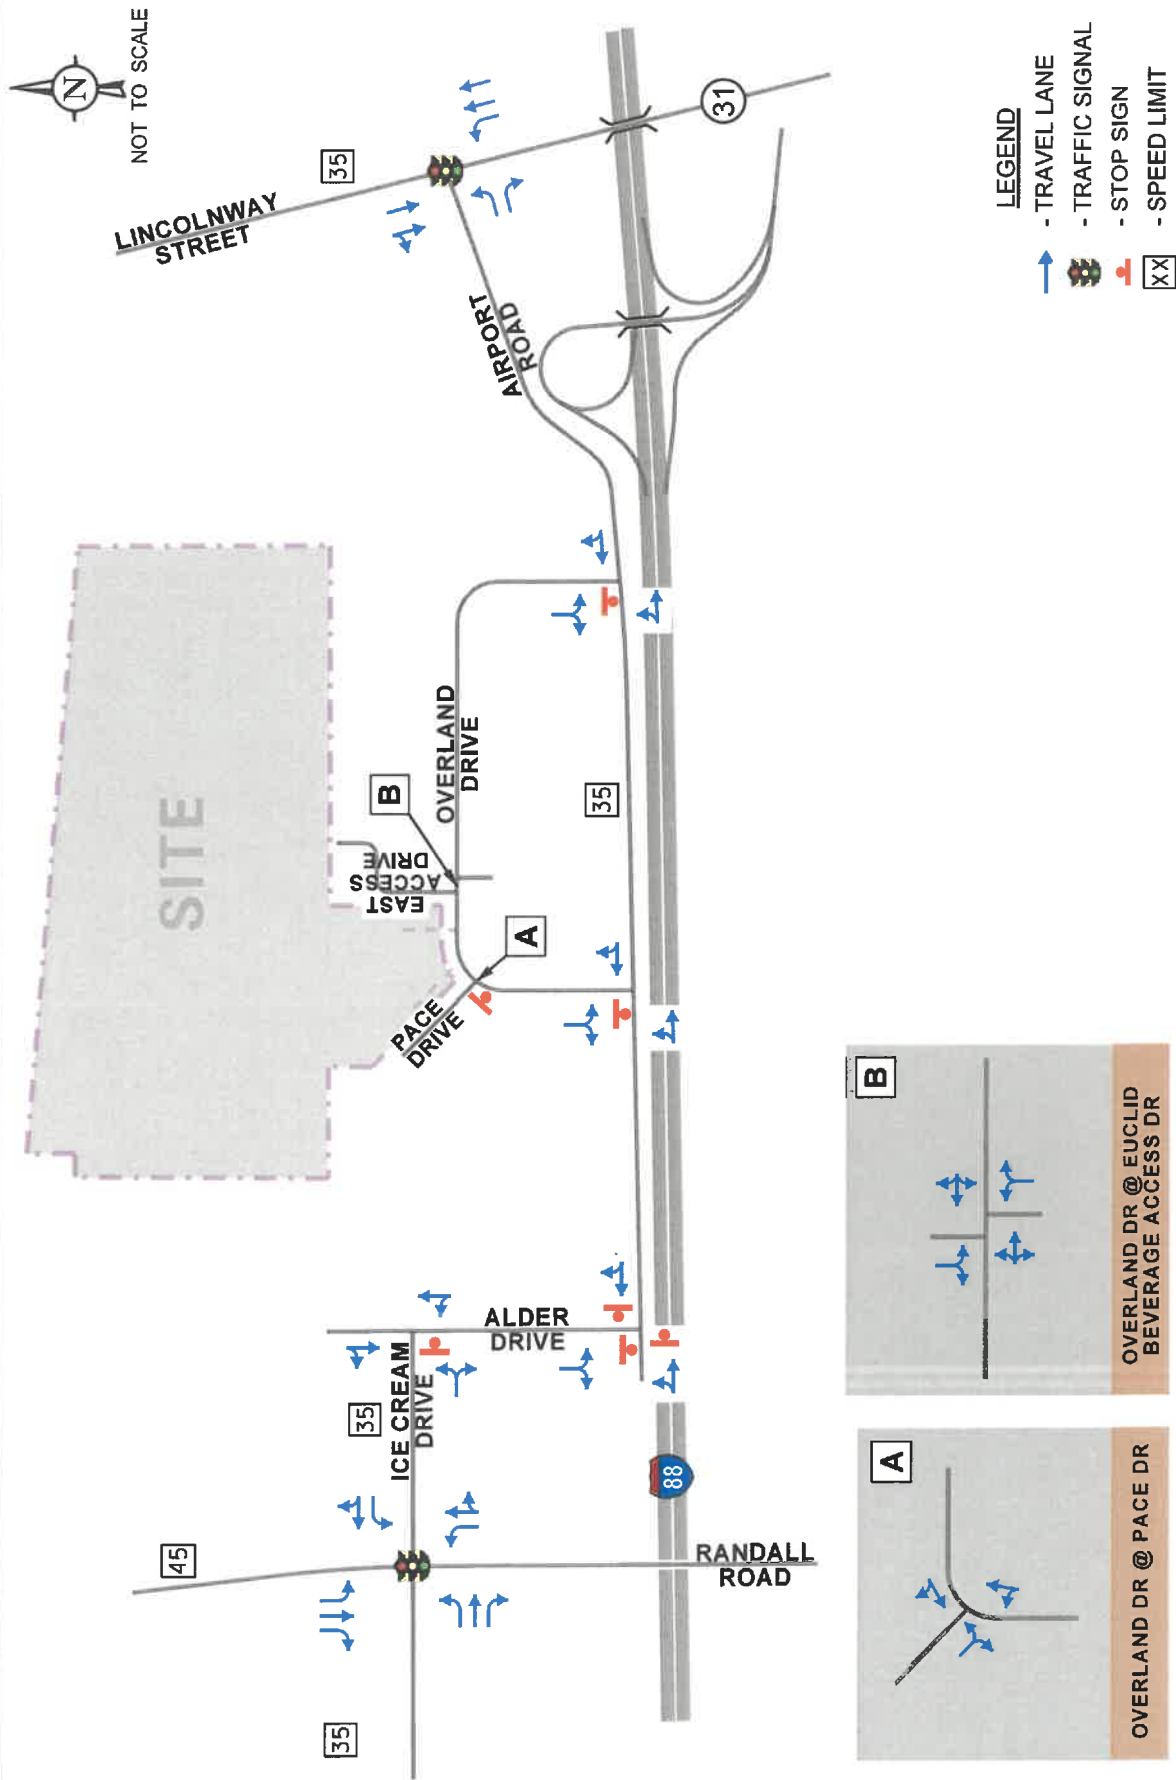 N
NOT TO SCALE
LINCOLNWAY
STREET
35
31
AIRPORT
ROAD
SITE
OVERLAND
DRIVE
B
EAST
ACCESS
DRIVE
A
PACE
DRIVE
35
ALDER
DRIVE
ICE CREAM
DRIVE
35
45
35
88
RANDALL
ROAD
LEGEND
- TRAVEL LANE
- TRAFFIC SIGNAL
- STOP SIGN
XX - SPEED LIMIT
A
OVERLAND DR @ PACE DR
B
OVERLAND DR @ EUCLID
BEVERAGE ACCESS DR